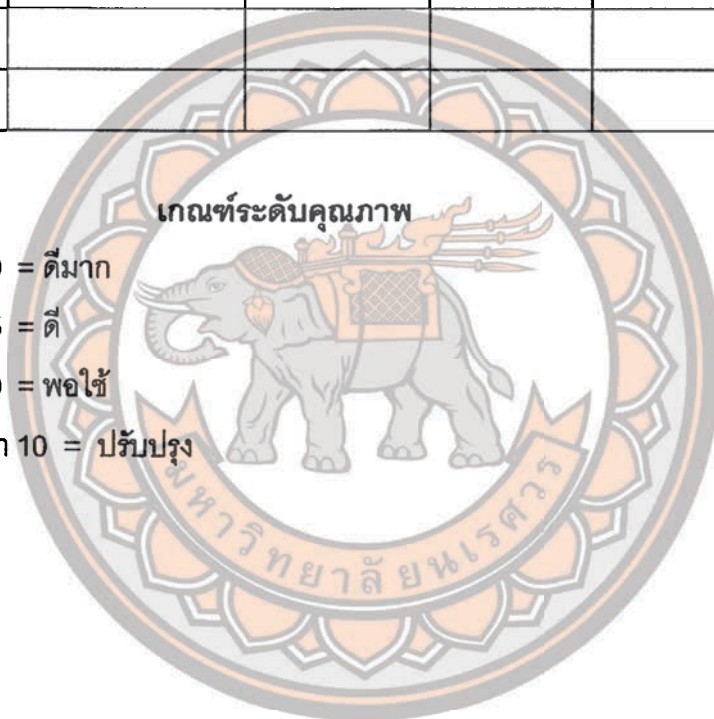 เกณฑ์ระดับคุณภาพ
= ดีมาก
= ดี
= พอใช้
10 = ปรับปรุง
มหาวิทยาลัยนเรศวร